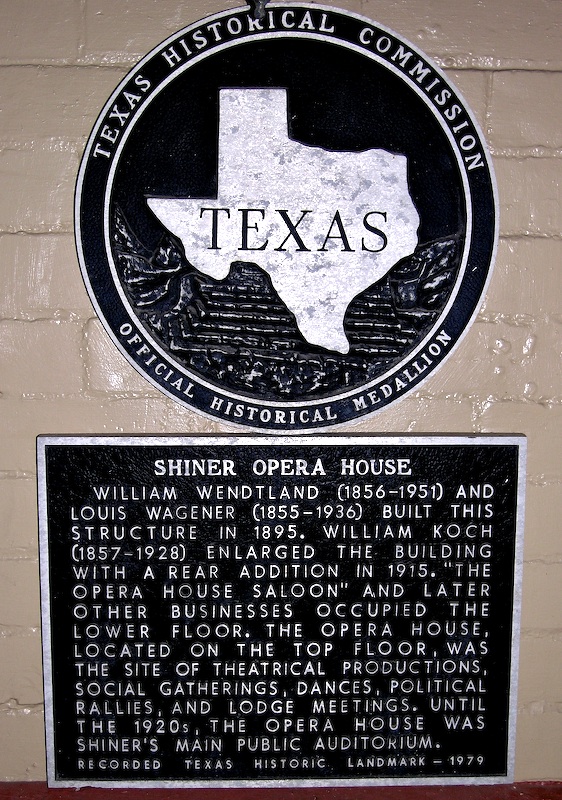 TEXAS HISTORICAL COMMISSION
TEXAS
OFFICIAL HISTORICAL MEDALLION
SHINER OPERA HOUSE
WILLIAM WENDTLAND (1856-1951) AND
LOUIS WAGENER (1855-1936) BUILT THIS
STRUCTURE IN 1895. WILLIAM KOCH
(1857-1928) ENLARGED THE BUILDING
WITH A REAR ADDITION IN 1915. "THE
OPERA HOUSE SALOON" AND LATER
OTHER BUSINESSES OCCUPIED THE
LOWER FLOOR. THE OPERA HOUSE,
LOCATED ON THE TOP FLOOR, WAS
THE SITE OF THEATRICAL PRODUCTIONS,
SOCIAL GATHERINGS, DANCES, POLITICAL
RALLIES, AND LODGE MEETINGS. UNTIL
THE 1920s, THE OPERA HOUSE WAS
SHINER'S MAIN PUBLIC AUDITORIUM.
RECORDED TEXAS HISTORIC LANDMARK - 1979